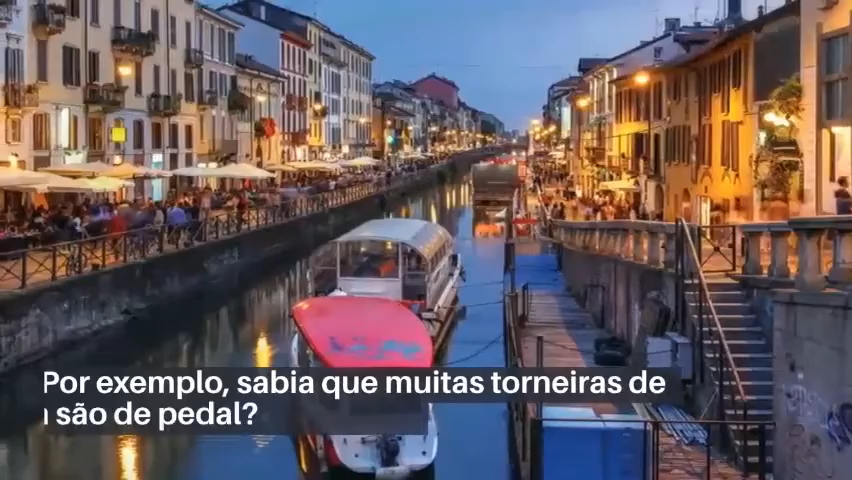 Por exemplo, sabia que muitas torneiras de
são de pedal?